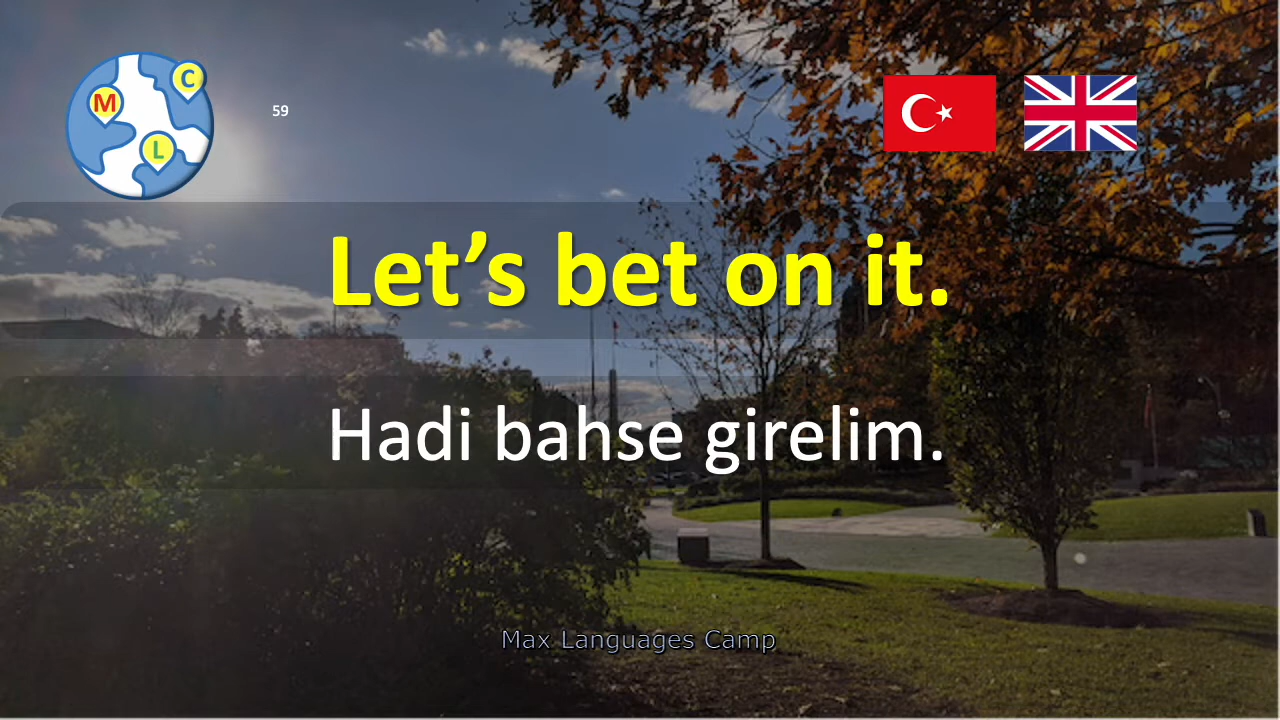 M
C
L
59
Let's bet on it.
Hadi bahse girelim.
Max Languages Camp